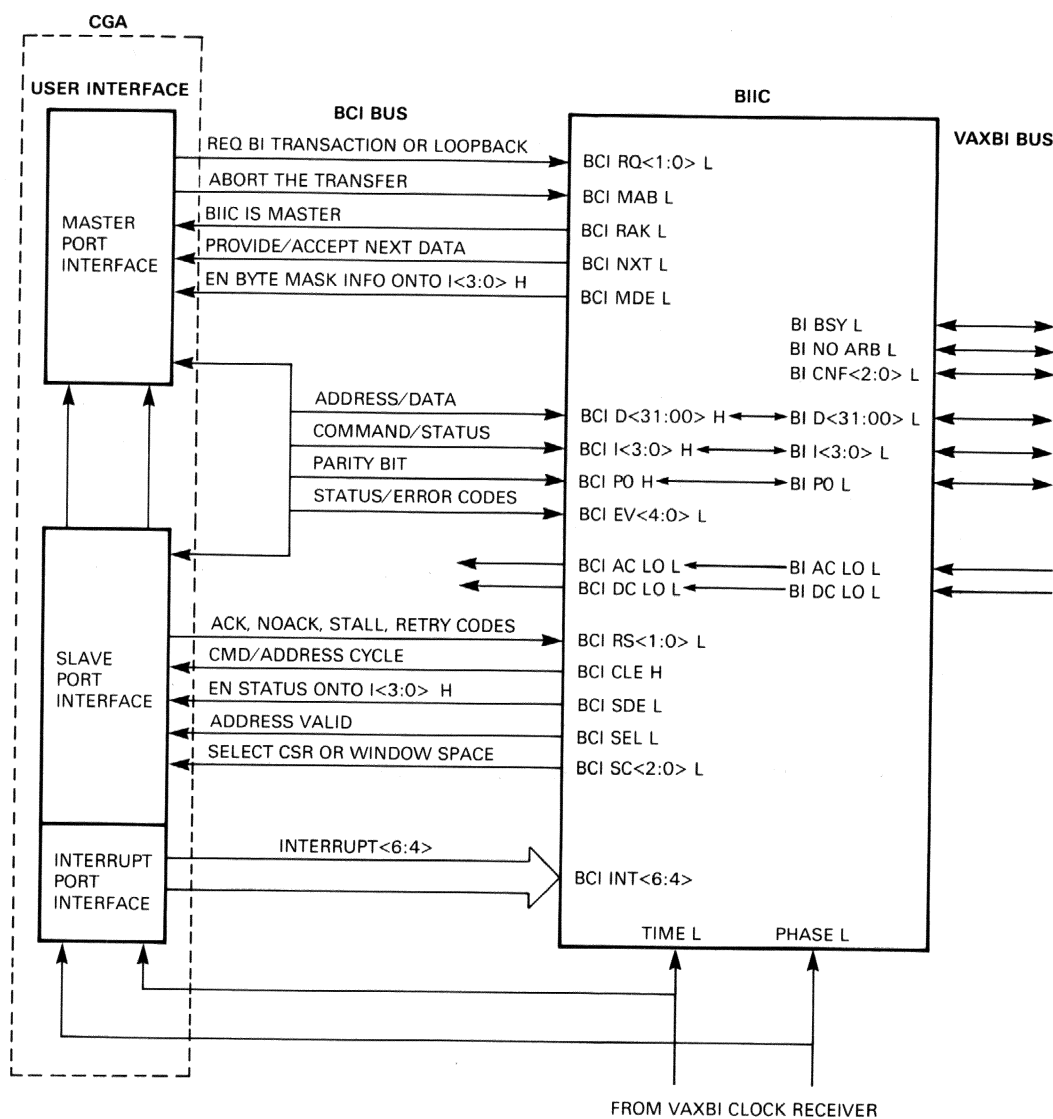 CGA
USER INTERFACE
BCI BUS
BIIC
VAXBI BUS
MASTER
PORT
INTERFACE
REQ BI TRANSACTION OR LOOPBACK
BCI RQ<1:0> L
ABORT THE TRANSFER
BCI MAB L
BIIC IS MASTER
BCI RAK L
PROVIDE/ACCEPT NEXT DATA
BCI NXT L
EN BYTE MASK INFO ONTO I<3:0> H
BCI MDE L
BI BSY L
BI NO ARB L
BI CNF<2:0> L
ADDRESS/DATA
BCI D<31:00> H
BI D<31:00> L
COMMAND/STATUS
BCI I<3:0> H
BI I<3:0> L
PARITY BIT
BCI P0 H
BI P0 L
STATUS/ERROR CODES
BCI EV<4:0> L
BCI AC LO L
BI AC LO L
BCI DC LO L
BI DC LO L
SLAVE
PORT
INTERFACE
ACK, NOACK, STALL, RETRY CODES
BCI RS<1:0> L
CMD/ADDRESS CYCLE
BCI CLE H
EN STATUS ONTO I<3:0> H
BCI SDE L
ADDRESS VALID
BCI SEL L
SELECT CSR OR WINDOW SPACE
BCI SC<2:0> L
INTERRUPT
PORT
INTERFACE
INTERRUPT<6:4>
BCI INT<6:4>
TIME L
PHASE L
FROM VAXBI CLOCK RECEIVER